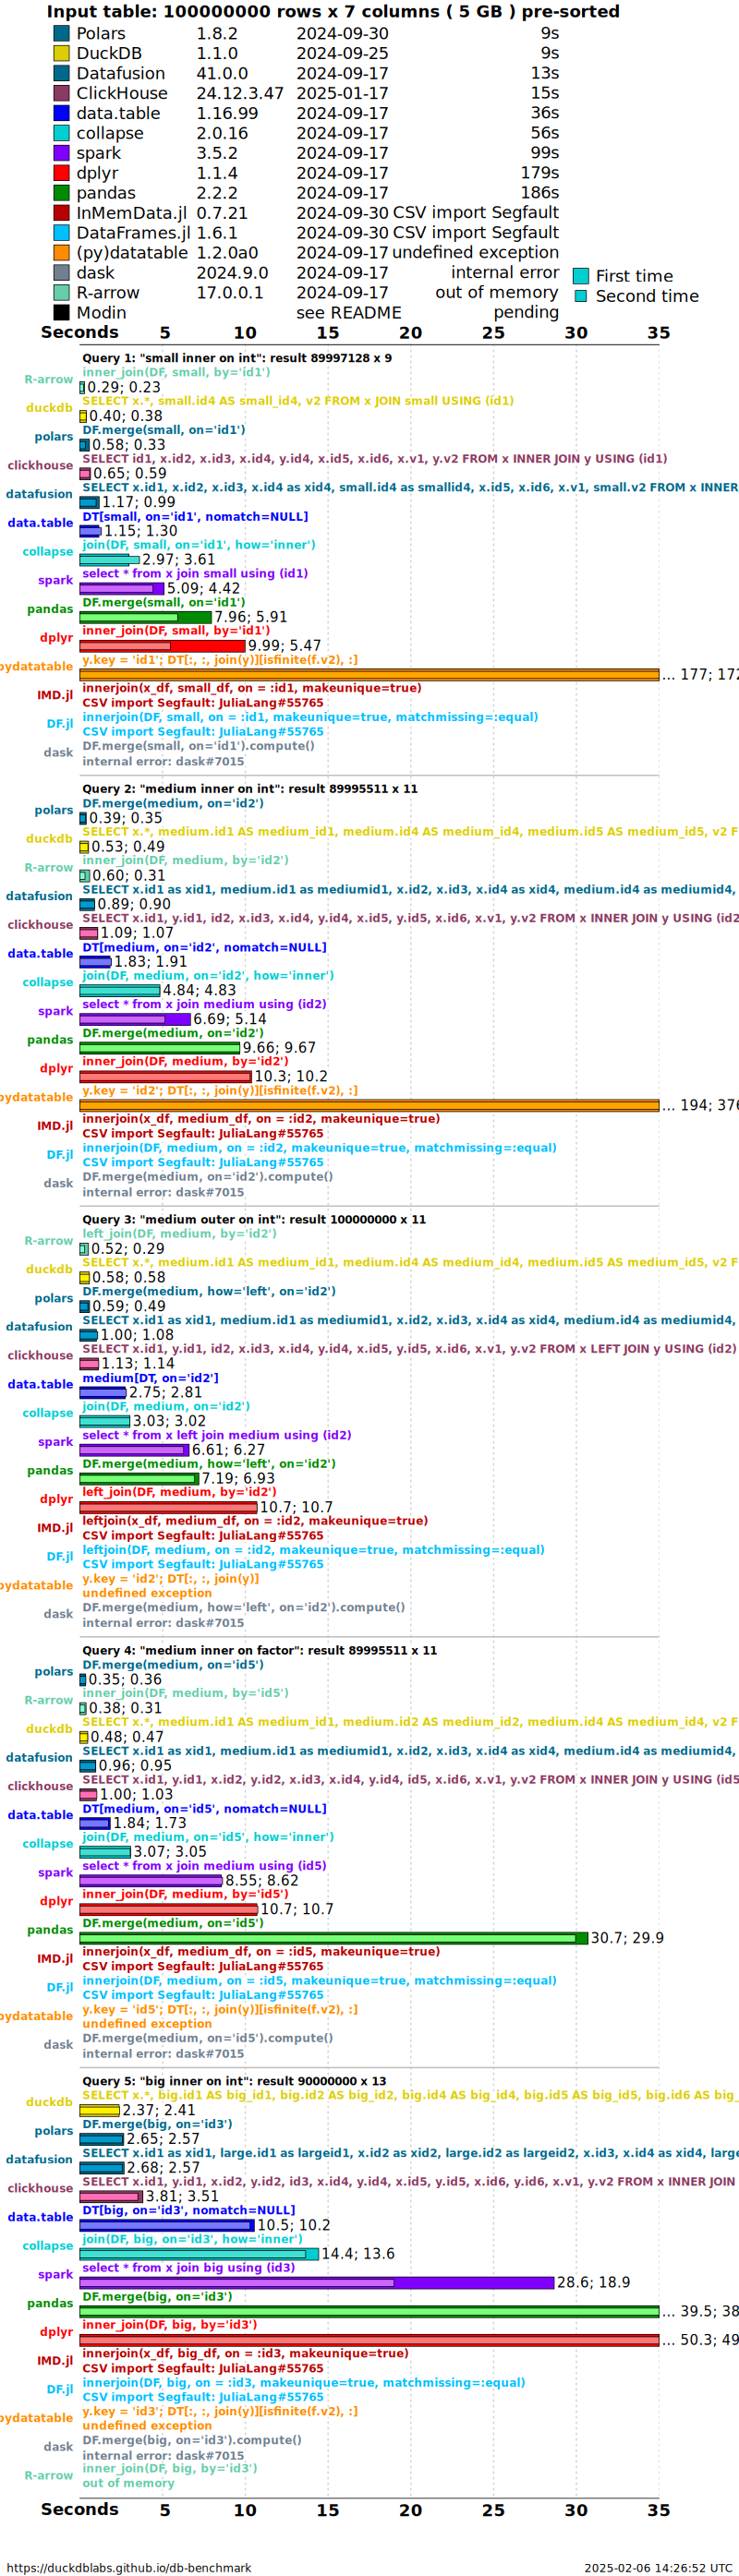 Input table: 100000000 rows x 7 columns ( 5 GB ) pre-sorted
Polars 1.8.2 2024-09-30 9s
DuckDB 1.1.0 2024-09-25 9s
Datafusion 41.0.0 2024-09-17 13s
ClickHouse 24.12.3.47 2025-01-17 15s
data.table 1.16.99 2024-09-17 36s
collapse 2.0.16 2024-09-17 56s
spark 3.5.2 2024-09-17 99s
dplyr 1.1.4 2024-09-17 179s
pandas 2.2.2 2024-09-17 186s
InMemData.jl 0.7.21 2024-09-30 CSV import Segfault
DataFrames.jl 1.6.1 2024-09-30 CSV import Segfault
(py)datatable 1.2.0a0 2024-09-17 undefined exception
dask 2024.9.0 2024-09-17 internal error
R-arrow 17.0.0.1 2024-09-17 out of memory
Modin see README pending
First time
Second time
Seconds 5 10 15 20 25 30 35
Query 1: "small inner on int": result 89997128 x 9
inner_join(DF, small, by='id1')
R-arrow 0.29; 0.23
SELECT x.*, small.id4 AS small_id4, v2 FROM x JOIN small USING (id1)
duckdb 0.40; 0.38
DF.merge(small, on='id1')
polars 0.58; 0.33
SELECT id1, x.id2, x.id3, x.id4, y.id4, x.id5, x.id6, x.v1, y.v2 FROM x INNER JOIN y USING (id1)
clickhouse 0.65; 0.59
SELECT x.id1, x.id2, x.id3, x.id4 as xid4, small.id4 as smallid4, x.id5, x.id6, x.v1, small.v2 FROM x INNER
datafusion 1.17; 0.99
DT[small, on='id1', nomatch=NULL]
data.table 1.15; 1.30
join(DF, small, on='id1', how='inner')
collapse 2.97; 3.61
select * from x join small using (id1)
spark 5.09; 4.42
DF.merge(small, on='id1')
pandas 7.96; 5.91
inner_join(DF, small, by='id1')
dplyr 9.99; 5.47
y.key = 'id1'; DT[:, :, join(y)][isfinite(f.v2), :]
pydatatable ... 177; 172
innerjoin(x_df, small_df, on = :id1, makeunique=true)
IMD.jl CSV import Segfault: JuliaLang#55765
innerjoin(DF, small, on = :id1, makeunique=true, matchmissing=:equal)
DF.jl CSV import Segfault: JuliaLang#55765
DF.merge(small, on='id1').compute()
dask internal error: dask#7015
Query 2: "medium inner on int": result 89995511 x 11
DF.merge(medium, on='id2')
polars 0.39; 0.35
SELECT x.*, medium.id1 AS medium_id1, medium.id4 AS medium_id4, medium.id5 AS medium_id5, v2 F
duckdb 0.53; 0.49
inner_join(DF, medium, by='id2')
R-arrow 0.60; 0.31
SELECT x.id1 as xid1, medium.id1 as mediumid1, x.id2, x.id3, x.id4 as xid4, medium.id4 as mediumid4,
datafusion 0.89; 0.90
SELECT x.id1, y.id1, id2, x.id3, x.id4, y.id4, x.id5, y.id5, x.id6, x.v1, y.v2 FROM x INNER JOIN y USING (id2
clickhouse 1.09; 1.07
DT[medium, on='id2', nomatch=NULL]
data.table 1.83; 1.91
join(DF, medium, on='id2', how='inner')
collapse 4.84; 4.83
select * from x join medium using (id2)
spark 6.69; 5.14
DF.merge(medium, on='id2')
pandas 9.66; 9.67
inner_join(DF, medium, by='id2')
dplyr 10.3; 10.2
y.key = 'id2'; DT[:, :, join(y)][isfinite(f.v2), :]
pydatatable ... 194; 376
innerjoin(x_df, medium_df, on = :id2, makeunique=true)
IMD.jl CSV import Segfault: JuliaLang#55765
innerjoin(DF, medium, on = :id2, makeunique=true, matchmissing=:equal)
DF.jl CSV import Segfault: JuliaLang#55765
DF.merge(medium, on='id2').compute()
dask internal error: dask#7015
Query 3: "medium outer on int": result 100000000 x 11
left_join(DF, medium, by='id2')
R-arrow 0.52; 0.29
SELECT x.*, medium.id1 AS medium_id1, medium.id4 AS medium_id4, medium.id5 AS medium_id5, v2 F
duckdb 0.58; 0.58
DF.merge(medium, how='left', on='id2')
polars 0.59; 0.49
SELECT x.id1 as xid1, medium.id1 as mediumid1, x.id2, x.id3, x.id4 as xid4, medium.id4 as mediumid4,
datafusion 1.00; 1.08
SELECT x.id1, y.id1, id2, x.id3, x.id4, y.id4, x.id5, y.id5, x.id6, x.v1, y.v2 FROM x LEFT JOIN y USING (id2)
clickhouse 1.13; 1.14
medium[DT, on='id2']
data.table 2.75; 2.81
join(DF, medium, on='id2')
collapse 3.03; 3.02
select * from x left join medium using (id2)
spark 6.61; 6.27
DF.merge(medium, how='left', on='id2')
pandas 7.19; 6.93
left_join(DF, medium, by='id2')
dplyr 10.7; 10.7
leftjoin(x_df, medium_df, on = :id2, makeunique=true)
IMD.jl CSV import Segfault: JuliaLang#55765
leftjoin(DF, medium, on = :id2, makeunique=true, matchmissing=:equal)
DF.jl CSV import Segfault: JuliaLang#55765
y.key = 'id2'; DT[:, :, join(y)]
pydatatable undefined exception
DF.merge(medium, how='left', on='id2').compute()
dask internal error: dask#7015
Query 4: "medium inner on factor": result 89995511 x 11
DF.merge(medium, on='id5')
polars 0.35; 0.36
inner_join(DF, medium, by='id5')
R-arrow 0.38; 0.31
SELECT x.*, medium.id1 AS medium_id1, medium.id2 AS medium_id2, medium.id4 AS medium_id4, v2 F
duckdb 0.48; 0.47
SELECT x.id1 as xid1, medium.id1 as mediumid1, x.id2, x.id3, x.id4 as xid4, medium.id4 as mediumid4,
datafusion 0.96; 0.95
SELECT x.id1, y.id1, x.id2, y.id2, x.id3, x.id4, y.id4, id5, x.id6, x.v1, y.v2 FROM x INNER JOIN y USING (id5
clickhouse 1.00; 1.03
DT[medium, on='id5', nomatch=NULL]
data.table 1.84; 1.73
join(DF, medium, on='id5', how='inner')
collapse 3.07; 3.05
select * from x join medium using (id5)
spark 8.55; 8.62
inner_join(DF, medium, by='id5')
dplyr 10.7; 10.7
DF.merge(medium, on='id5')
pandas 30.7; 29.9
innerjoin(x_df, medium_df, on = :id5, makeunique=true)
IMD.jl CSV import Segfault: JuliaLang#55765
innerjoin(DF, medium, on = :id5, makeunique=true, matchmissing=:equal)
DF.jl CSV import Segfault: JuliaLang#55765
y.key = 'id5'; DT[:, :, join(y)][isfinite(f.v2), :]
pydatatable undefined exception
DF.merge(medium, on='id5').compute()
dask internal error: dask#7015
Query 5: "big inner on int": result 90000000 x 13
SELECT x.*, big.id1 AS big_id1, big.id2 AS big_id2, big.id4 AS big_id4, big.id5 AS big_id5, big.id6 AS big_
duckdb 2.37; 2.41
DF.merge(big, on='id3')
polars 2.65; 2.57
SELECT x.id1 as xid1, large.id1 as largeid1, x.id2 as xid2, large.id2 as largeid2, x.id3, x.id4 as xid4, large
datafusion 2.68; 2.57
SELECT x.id1, y.id1, x.id2, y.id2, id3, x.id4, y.id4, x.id5, y.id5, x.id6, y.id6, x.v1, y.v2 FROM x INNER JOIN
clickhouse 3.81; 3.51
DT[big, on='id3', nomatch=NULL]
data.table 10.5; 10.2
join(DF, big, on='id3', how='inner')
collapse 14.4; 13.6
select * from x join big using (id3)
spark 28.6; 18.9
DF.merge(big, on='id3')
pandas ... 39.5; 38
inner_join(DF, big, by='id3')
dplyr ... 50.3; 49
innerjoin(x_df, big_df, on = :id3, makeunique=true)
IMD.jl CSV import Segfault: JuliaLang#55765
innerjoin(DF, big, on = :id3, makeunique=true, matchmissing=:equal)
DF.jl CSV import Segfault: JuliaLang#55765
y.key = 'id3'; DT[:, :, join(y)][isfinite(f.v2), :]
pydatatable undefined exception
DF.merge(big, on='id3').compute()
dask internal error: dask#7015
inner_join(DF, big, by='id3')
R-arrow out of memory
Seconds 5 10 15 20 25 30 35
https://duckdblabs.github.io/db-benchmark 2025-02-06 14:26:52 UTC